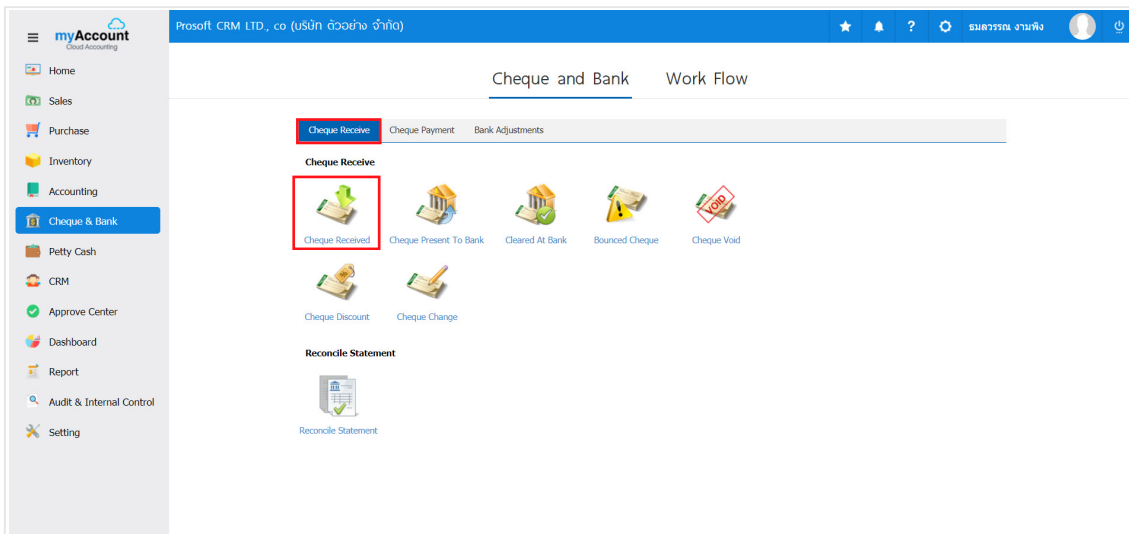 myAccount
Cloud Accounting
Prosoft CRM LTD., co (บริษัท ตัวอย่าง จำกัด)
?
ธมลวรรณ งามพิง
Home
Sales
Purchase
Inventory
Accounting
Cheque & Bank
Petty Cash
CRM
Approve Center
Dashboard
Report
Audit & Internal Control
Setting
Cheque and Bank Work Flow
Cheque Receive Cheque Payment Bank Adjustments
Cheque Receive
VOID
Cheque Received Cheque Present To Bank Cleared At Bank Bounced Cheque Cheque Void
Cheque Discount Cheque Change
Reconcile Statement
Reconcile Statement